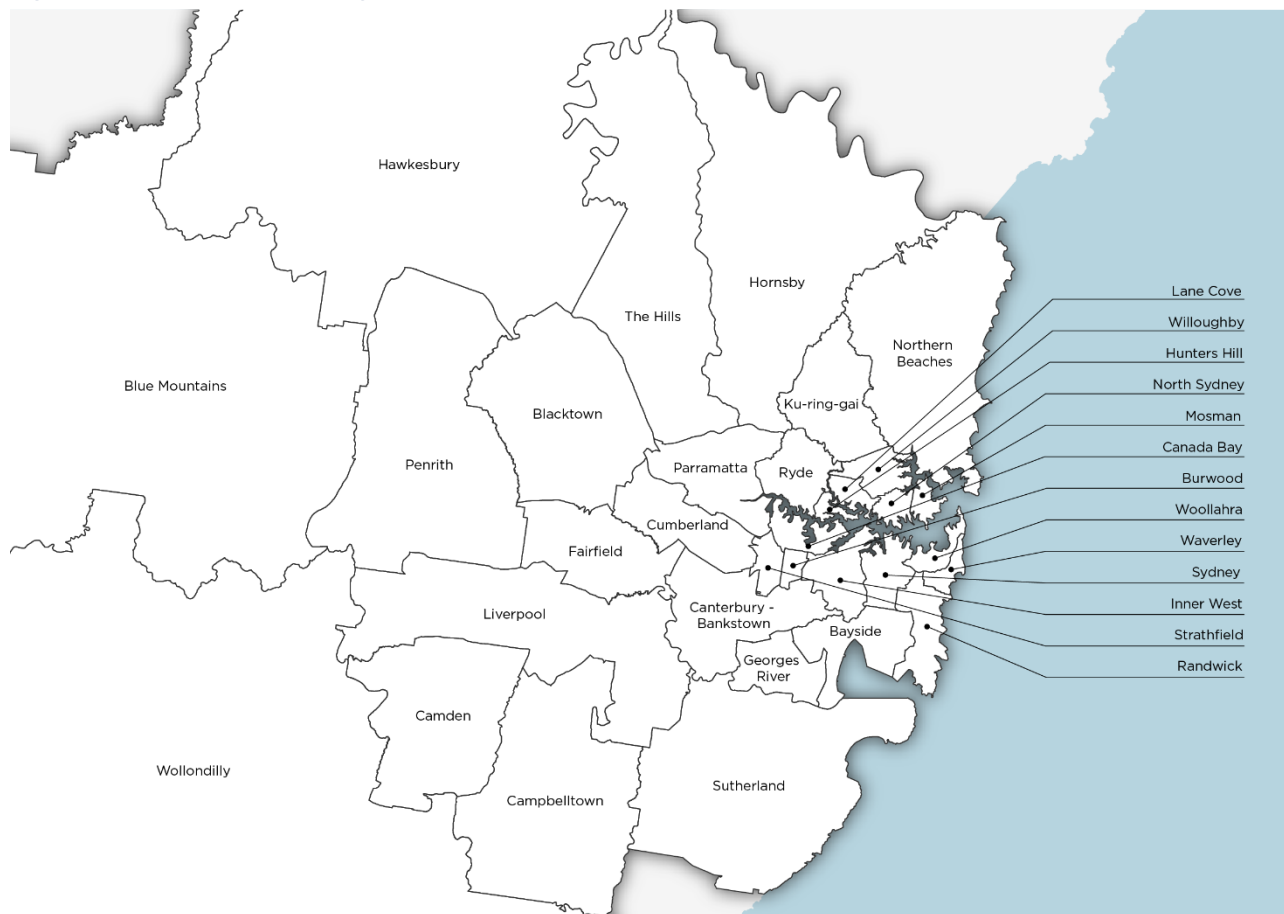 Hawkesbury
Hornsby
Lane Cove
The Hills
Willoughby
Northern
Beaches
Hunters Hill
Blue Mountains
North Sydney
Ku-ring-gai
Blacktown
Mosman
Canada Bay
Penrith
Parramatta
Ryde
Burwood
Woollahra
Cumberland
Waverley
Fairfield
Sydney
Inner West
Liverpool
Canterbury -
Bankstown
Bayside
Strathfield
Georges
River
Randwick
Camden
Wollondilly
Sutherland
Campbelltown